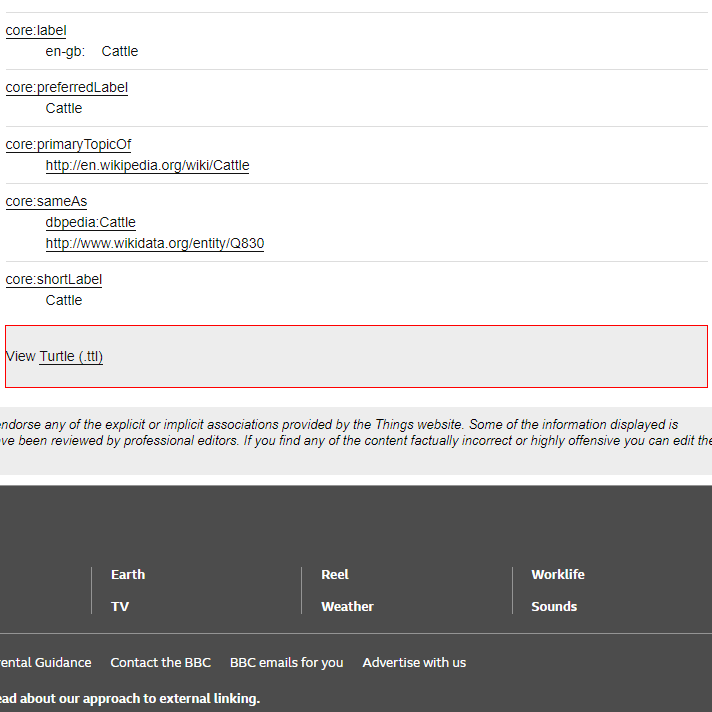 core:label
en-gb: Cattle
core:preferredLabel
Cattle
core:primaryTopicOf
http://en.wikipedia.org/wiki/Cattle
core:sameAs
dbpedia:Cattle
http://www.wikidata.org/entity/Q830
core:shortLabel
Cattle
View Turtle (.ttl)
endorse any of the explicit or implicit associations provided by the Things website. Some of the information displayed is
ve been reviewed by professional editors. If you find any of the content factually incorrect or highly offensive you can edit the
Earth Reel Worklife
TV Weather Sounds
ental Guidance Contact the BBC BBC emails for you Advertise with us
ead about our approach to external linking.